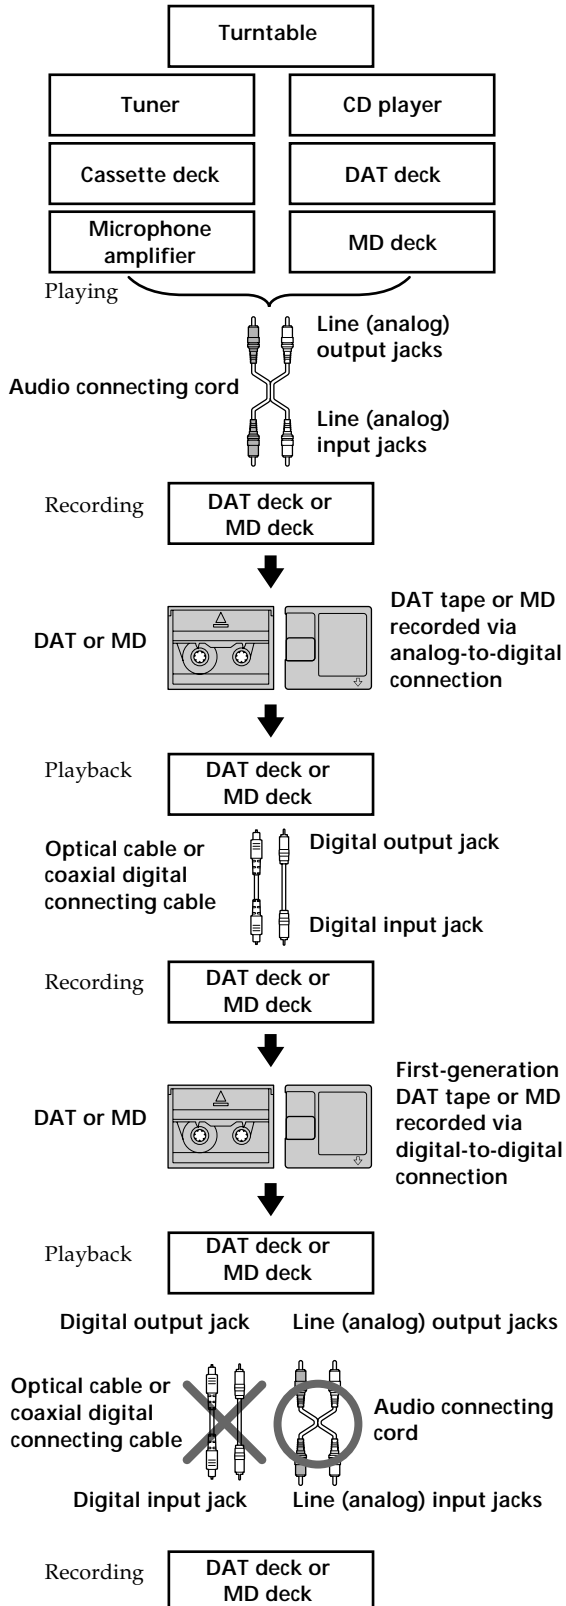 Turntable
Tuner
CD player
Cassette deck
DAT deck
Microphone
amplifier
MD deck
Playing
Line (analog)
output jacks
Audio connecting cord
Line (analog)
input jacks
Recording
DAT deck or
MD deck
DAT or MD
DAT tape or MD
recorded via
analog-to-digital
connection
Playback
DAT deck or
MD deck
Optical cable or
coaxial digital
connecting cable
Digital output jack
Digital input jack
Recording
DAT deck or
MD deck
DAT or MD
First-generation
DAT tape or MD
recorded via
digital-to-digital
connection
Playback
DAT deck or
MD deck
Digital output jack
Line (analog) output jacks
Optical cable or
coaxial digital
connecting cable
Audio connecting
cord
Digital input jack
Line (analog) input jacks
Recording
DAT deck or
MD deck